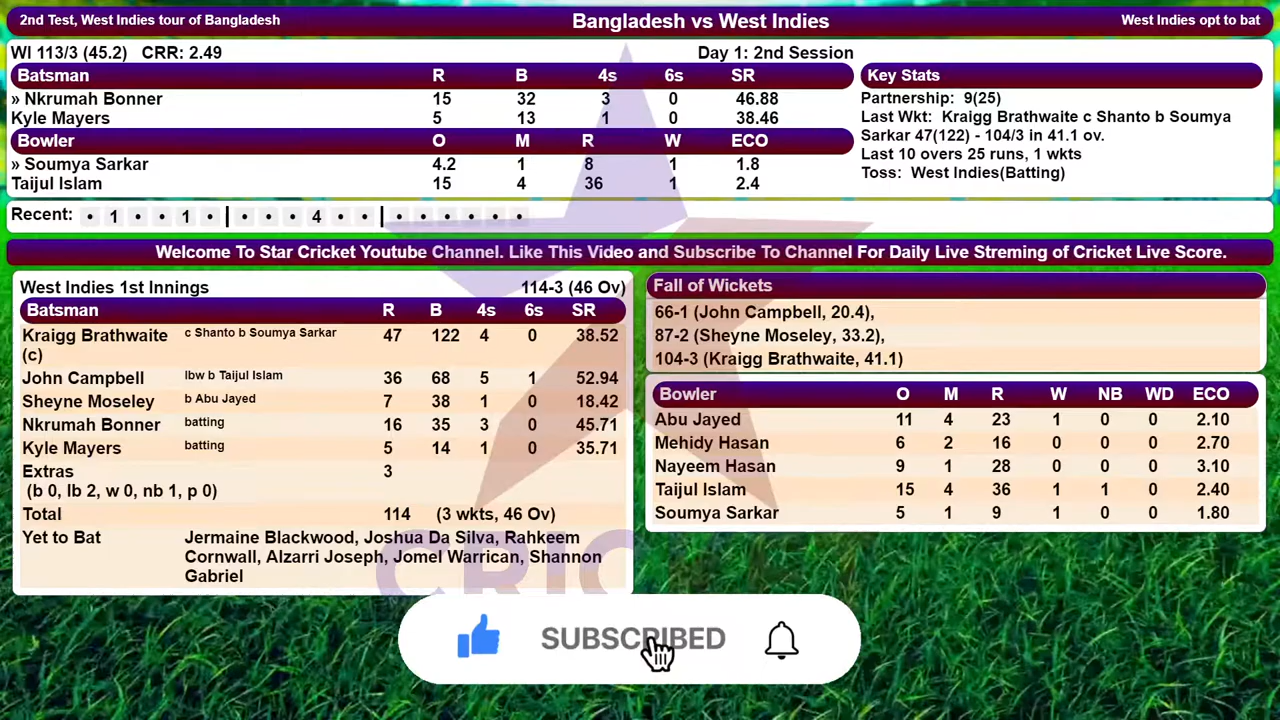 2nd Test, West Indies tour of Bangladesh Bangladesh vs West Indies West Indies opt to bat
WI 113/3 (45.2) CRR: 2.49 Day 1: 2nd Session
Batsman R B 4s 6s SR
» Nkrumah Bonner 15 32 3 0 46.88
Kyle Mayers 5 13 1 0 38.46
Bowler O M R W ECO
» Soumya Sarkar 4.2 1 8 1 1.8
Taijul Islam 15 4 36 1 2.4
Key Stats
Partnership: 9(25)
Last Wkt: Kraigg Brathwaite c Shanto b Soumya
Sarkar 47(122) - 104/3 in 41.1 ov.
Last 10 overs 25 runs, 1 wkts
Toss: West Indies(Batting)
Recent: • 1 • • 1 • | • • • 4 • • | • • • • • •
Welcome To Star Cricket Youtube Channel. Like This Video and Subscribe To Channel For Daily Live Streming of Cricket Live Score.
West Indies 1st Innings 114-3 (46 Ov)
Batsman R B 4s 6s SR
Kraigg Brathwaite c Shanto b Soumya Sarkar 47 122 4 0 38.52
(c)
John Campbell lbw b Taijul Islam 36 68 5 1 52.94
Sheyne Moseley b Abu Jayed 7 38 1 0 18.42
Nkrumah Bonner batting 16 35 3 0 45.71
Kyle Mayers batting 5 14 1 0 35.71
Extras 3
(b 0, lb 2, w 0, nb 1, p 0)
Total 114 (3 wkts, 46 Ov)
Yet to Bat Jermaine Blackwood, Joshua Da Silva, Rahkeem
Cornwall, Alzarri Joseph, Jomel Warrican, Shannon
Gabriel
Fall of Wickets
66-1 (John Campbell, 20.4),
87-2 (Sheyne Moseley, 33.2),
104-3 (Kraigg Brathwaite, 41.1)
Bowler O M R W NB WD ECO
Abu Jayed 11 4 23 1 0 0 2.10
Mehidy Hasan 6 2 16 0 0 0 2.70
Nayeem Hasan 9 1 28 0 0 0 3.10
Taijul Islam 15 4 36 1 1 0 2.40
Soumya Sarkar 5 1 9 1 0 0 1.80
CRIC
SUBSCRIBED